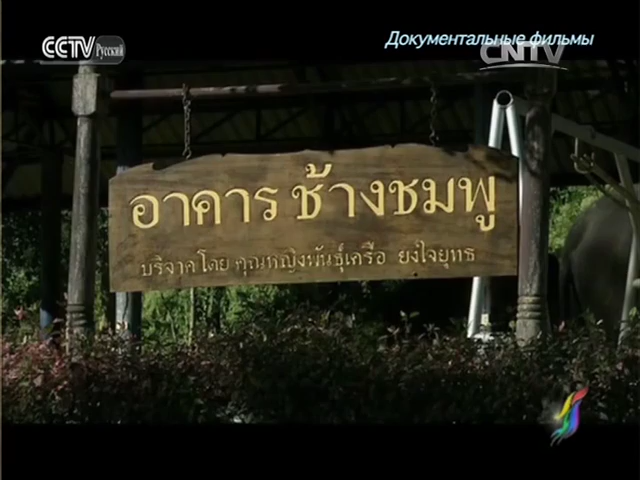 CCTV Русский
Документальные фильмы
CNTV
อาคาร ช้างชมพู
บริจาคโดย คุณหญิงพันธุ์เครือ ยงใจยุทธ